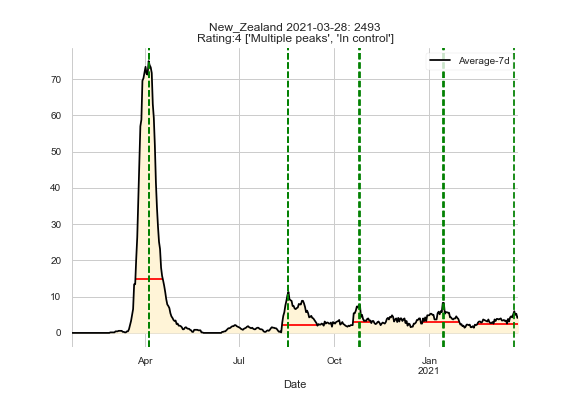 New_Zealand 2021-03-28: 2493
Rating:4 ['Multiple peaks', 'In control']
Average-7d
70
60
50
40
30
20
10
0
Apr
Jul
Oct
Jan
2021
Date